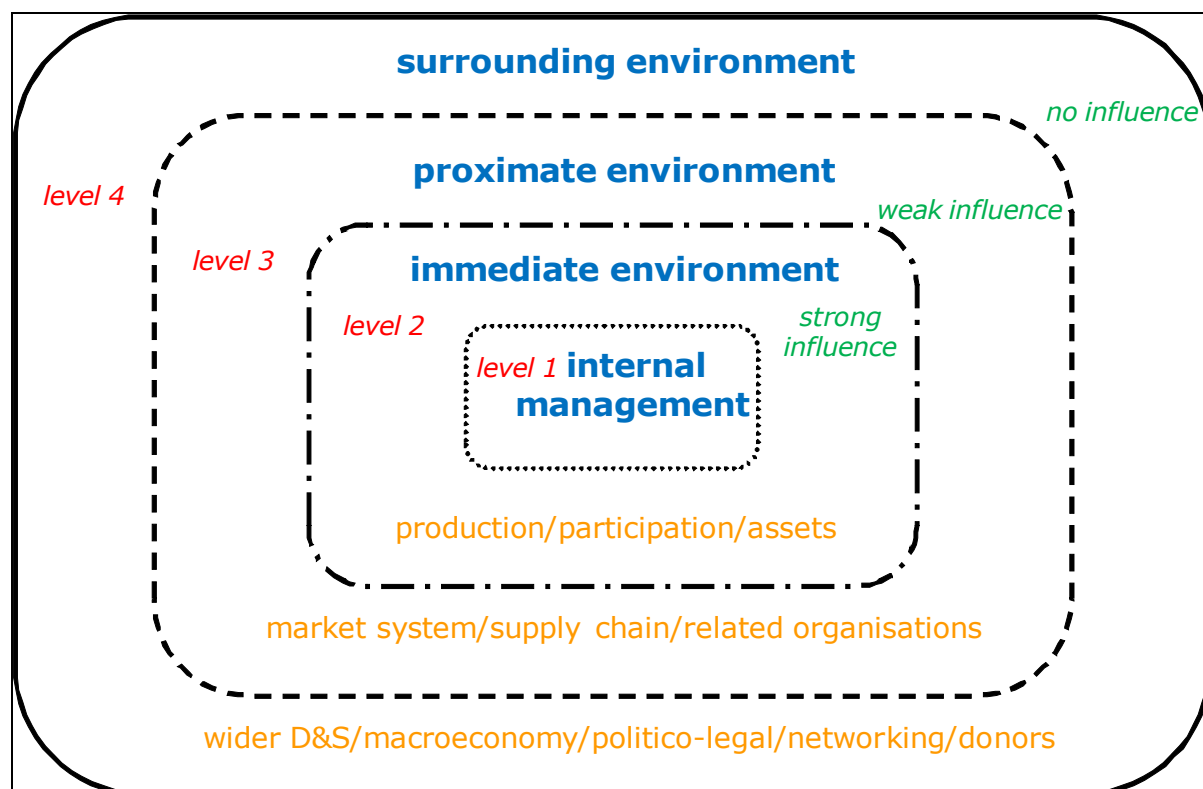 surrounding environment
no influence
proximate environment
level 4
weak influence
level 3
immediate environment
level 2
strong
influence
level 1 internal
management
production/participation/assets
market system/supply chain/related organisations
wider D&S/macroeconomy/politico-legal/networking/donors